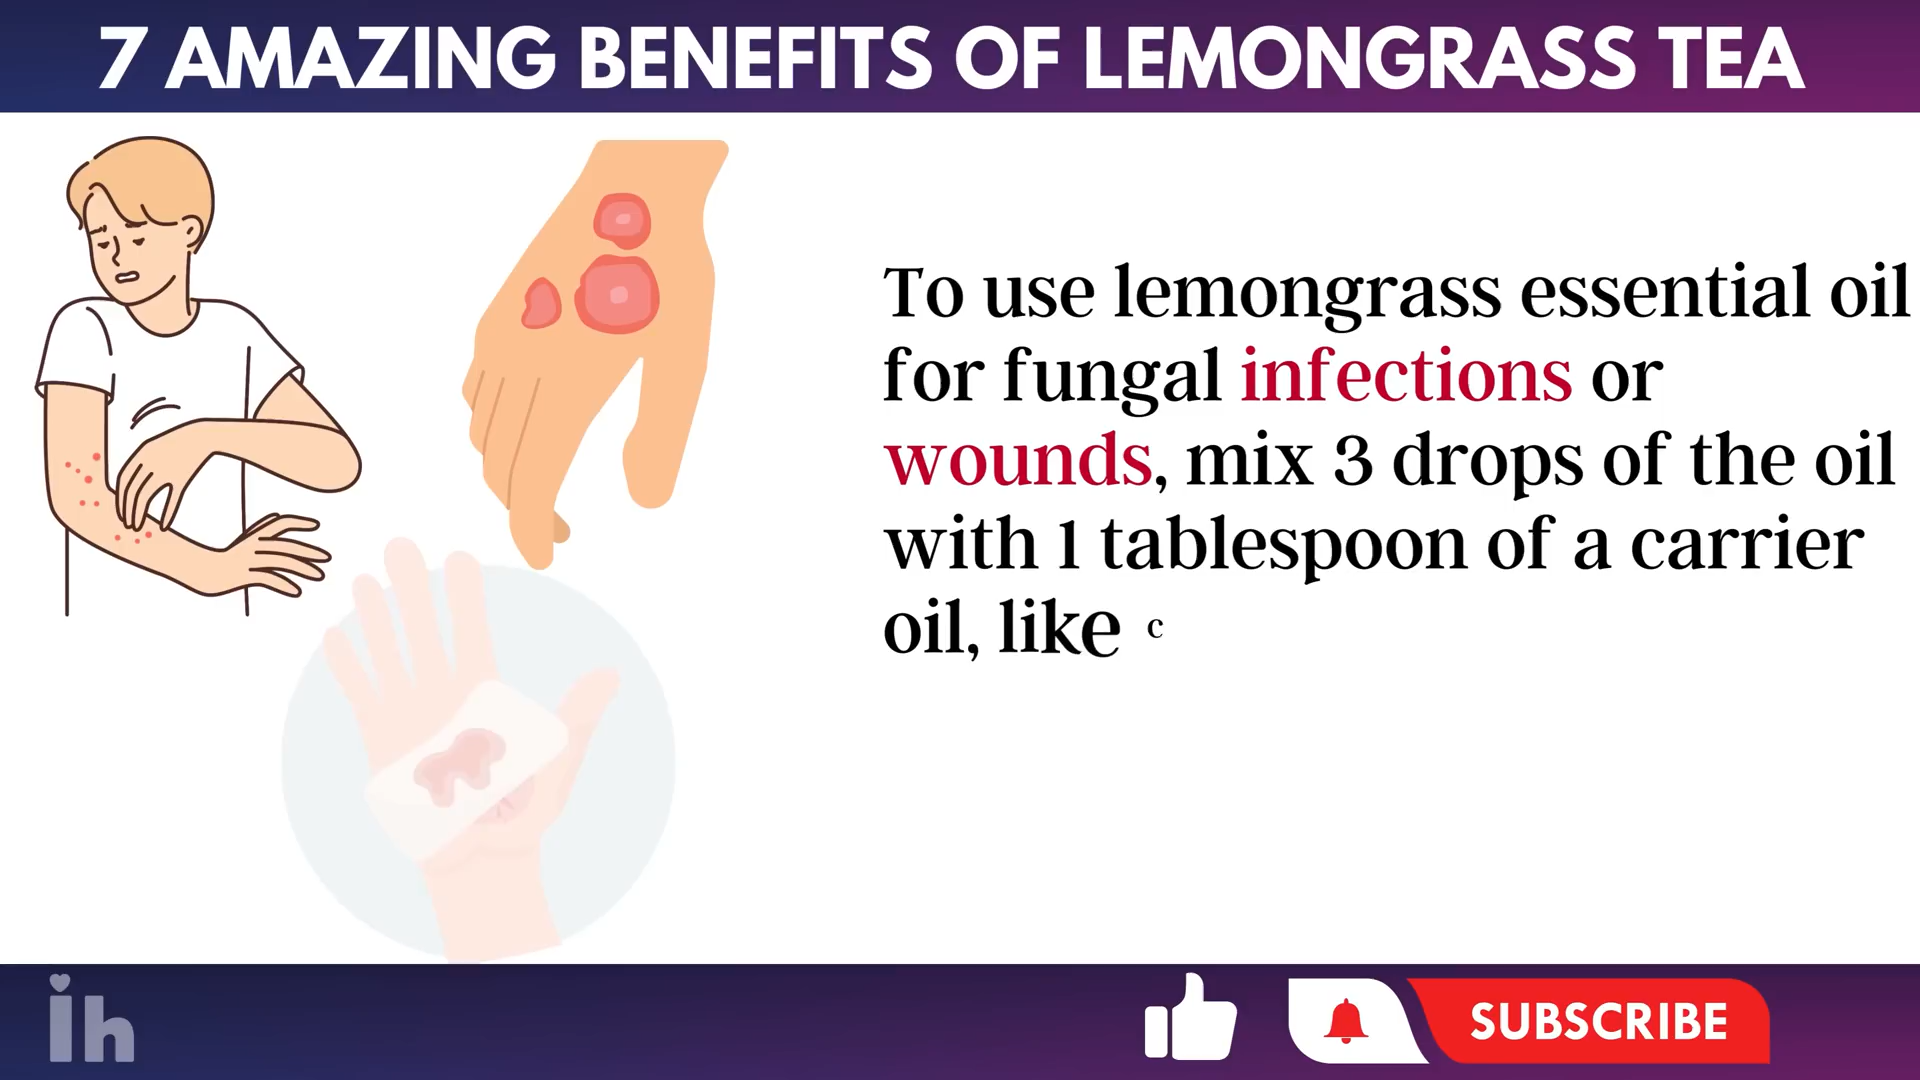 7 AMAZING BENEFITS OF LEMONGRASS TEA
To use lemongrass essential oil
for fungal infections or
wounds, mix 3 drops of the oil
with 1 tablespoon of a carrier
oil, like c
ih
SUBSCRIBE